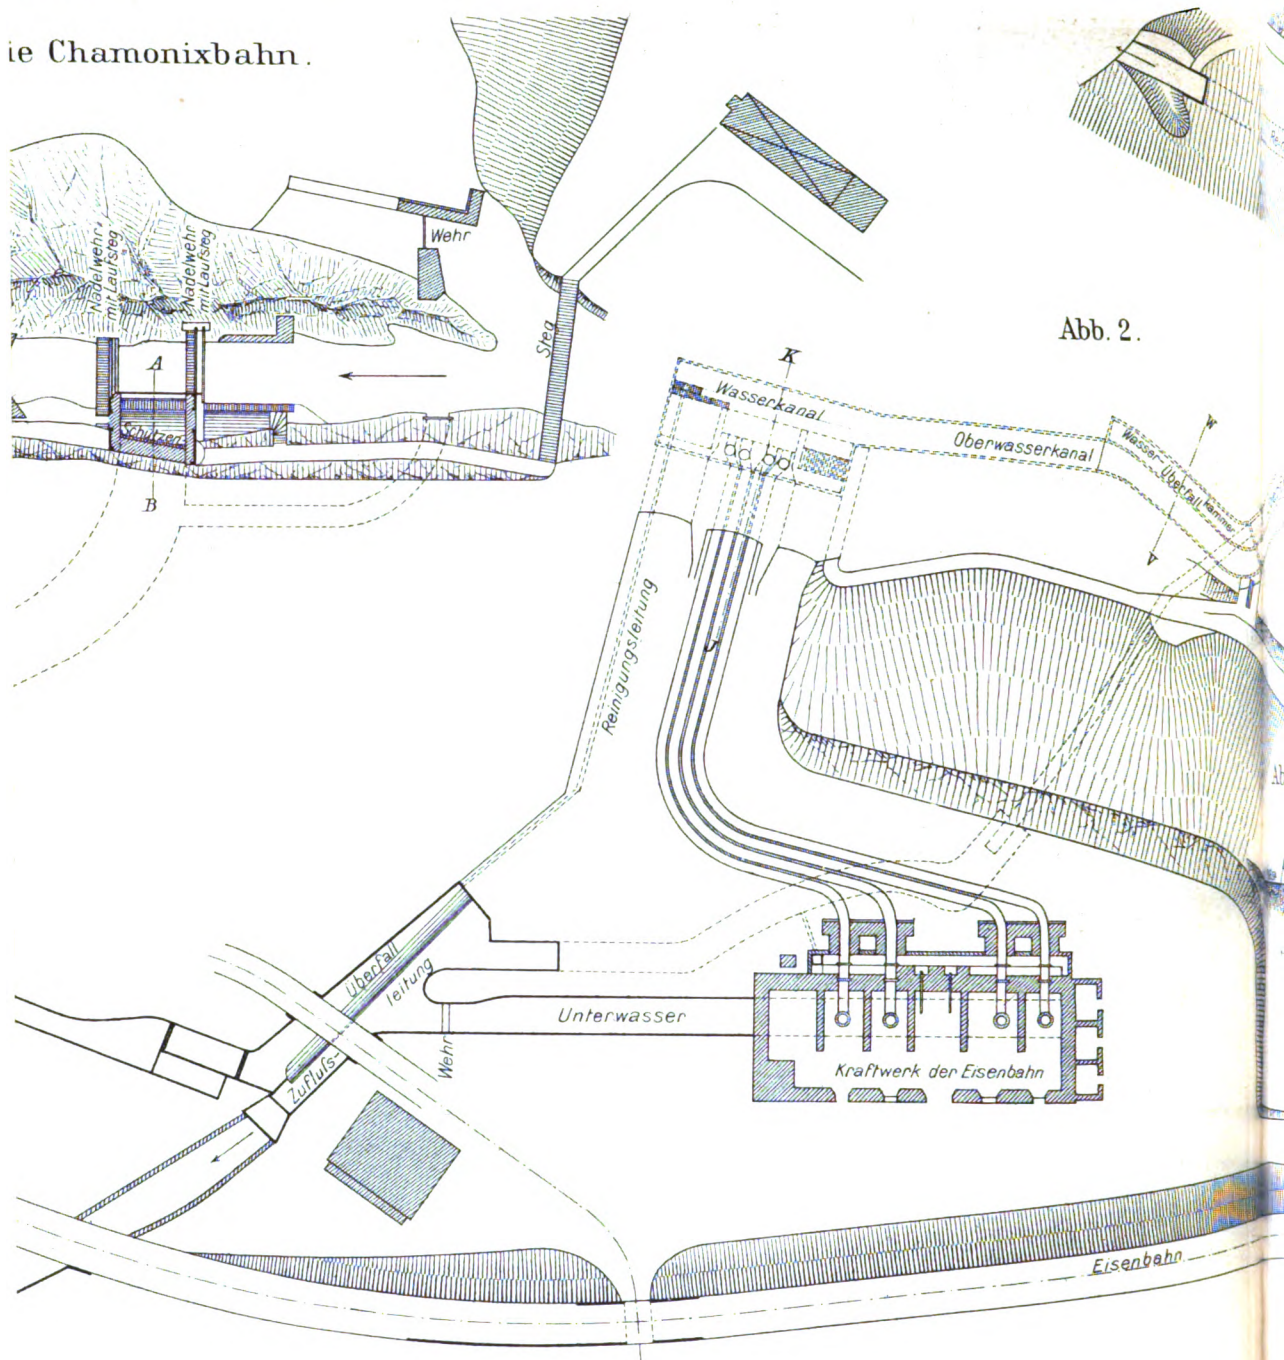 ie Chamonixbahn.
Wehr
Nadelwehr
mit Laufsteg
Nadelwehr
mit Laufsteg
Steg
A
Schützen
B
Abb. 2.
K
Wasserkanal
Oberwasserkanal
Wasser Überfall Kammer
W
V
J
Reinigungsleitung
Überfall
leitung
Zufluſs-
Wehr
Unterwasser
Kraftwerk der Eisenbahn
Eisenbahn